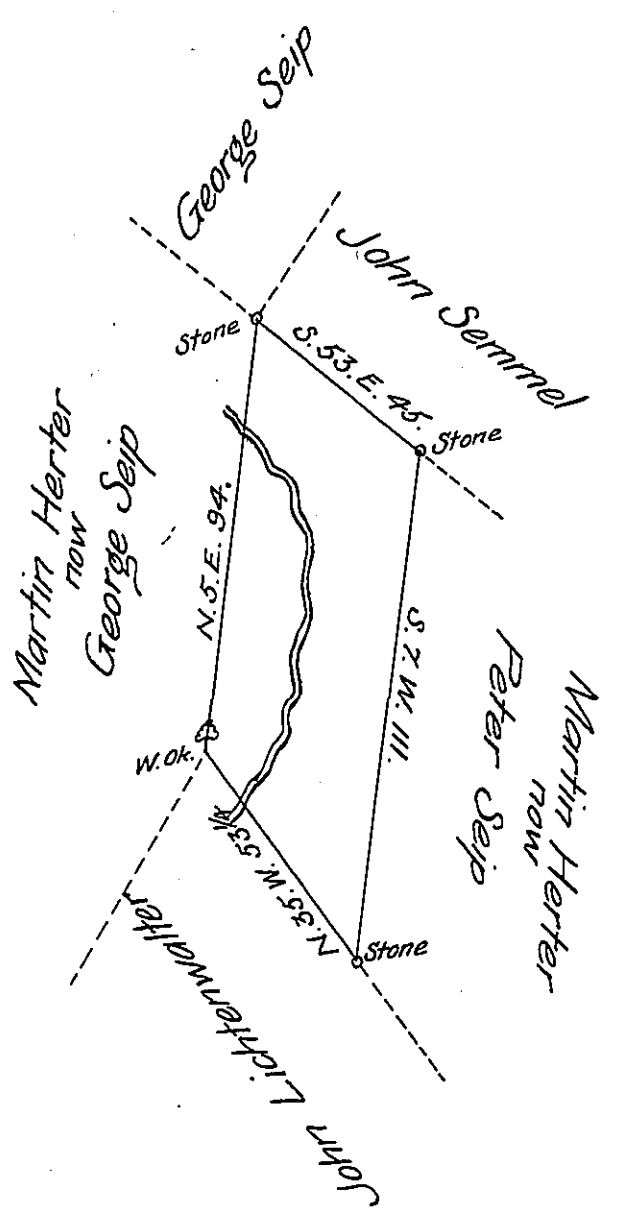 George Seip
John Semmel
Stone
S. 53. E. 45.
Stone
Martin Herter
now
George Seip
N. 5. E. 94.
S. 7. W. 111.
Martin Herter
now
Peter Seip
W. Ok.
N. 35. W. 53 1/4
Stone
John Lichtenwalter